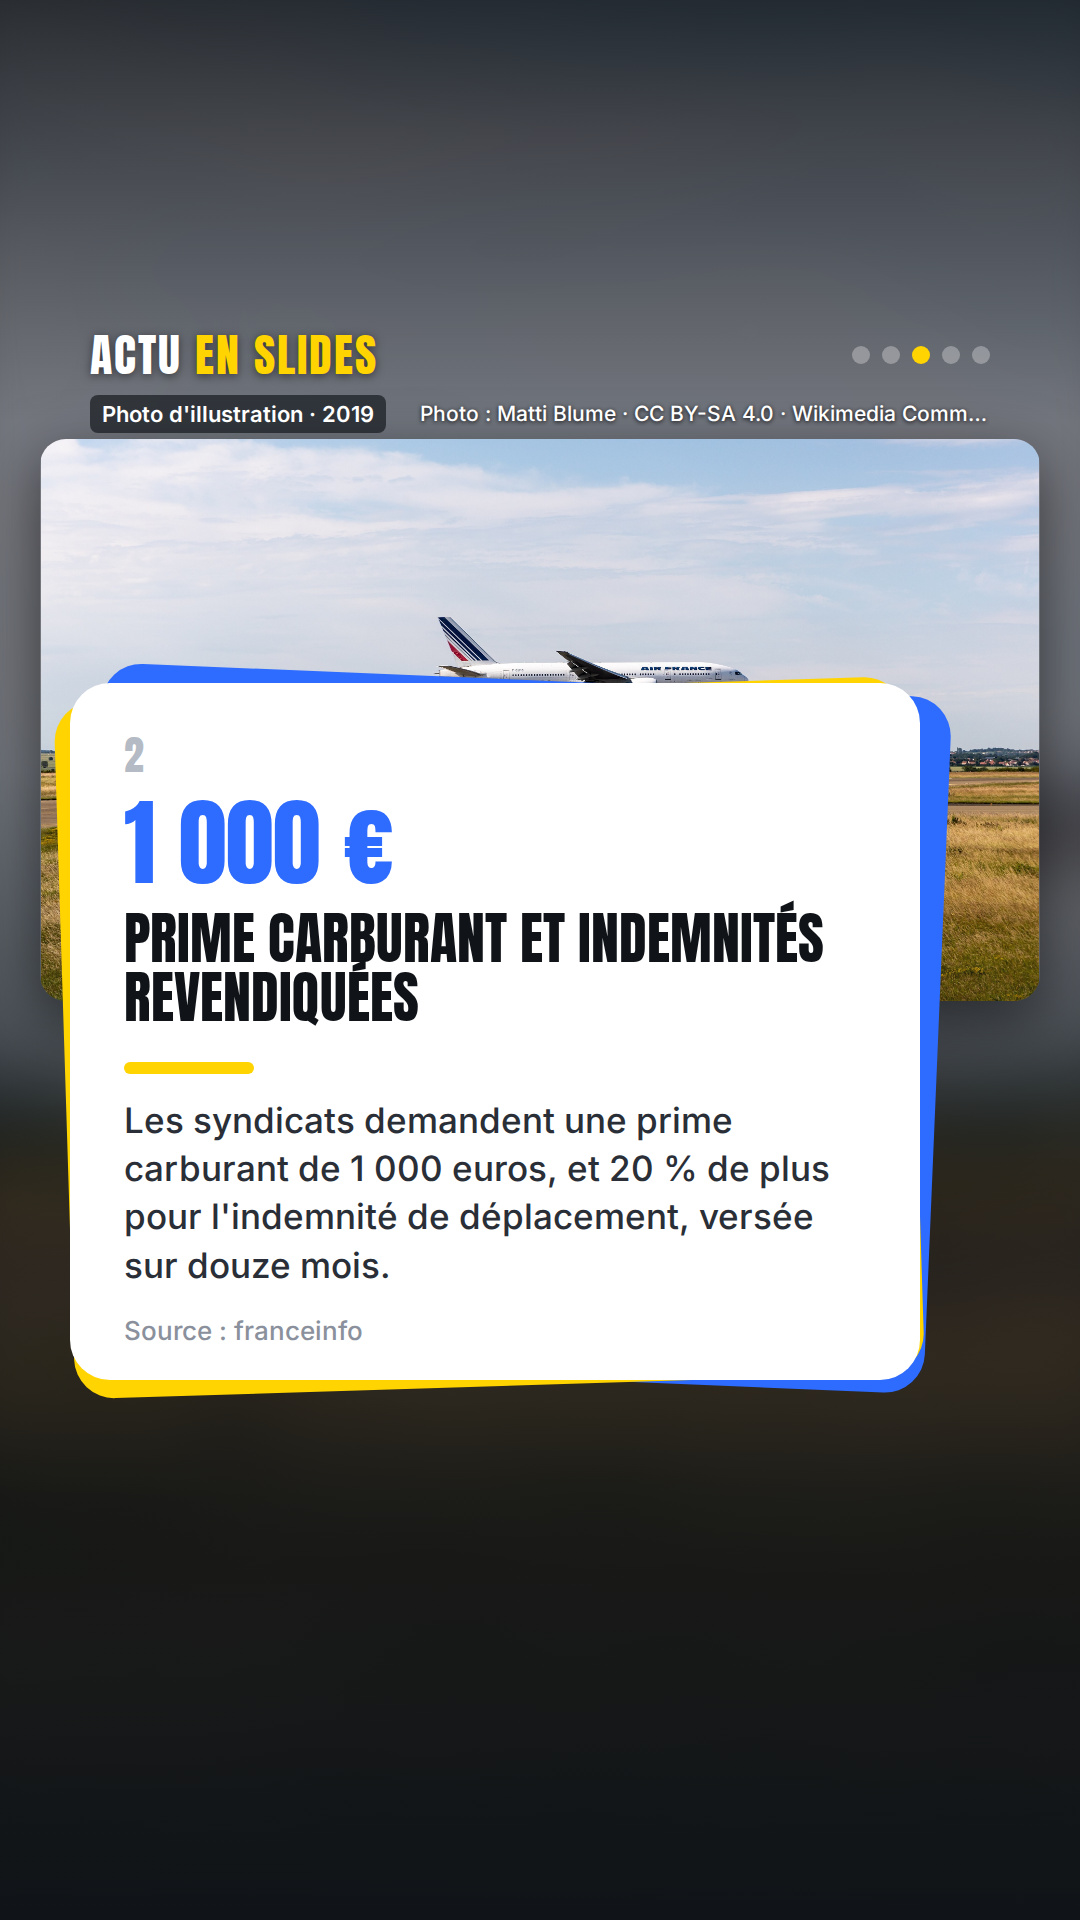 ACTU EN SLIDES
Photo d'illustration · 2019
Photo : Matti Blume · CC BY-SA 4.0 · Wikimedia Comm...
AIR FRANCE
2
1 000 €
PRIME CARBURANT ET INDEMNITÉS
REVENDIQUÉES
Les syndicats demandent une prime
carburant de 1 000 euros, et 20 % de plus
pour l'indemnité de déplacement, versée
sur douze mois.
Source : franceinfo